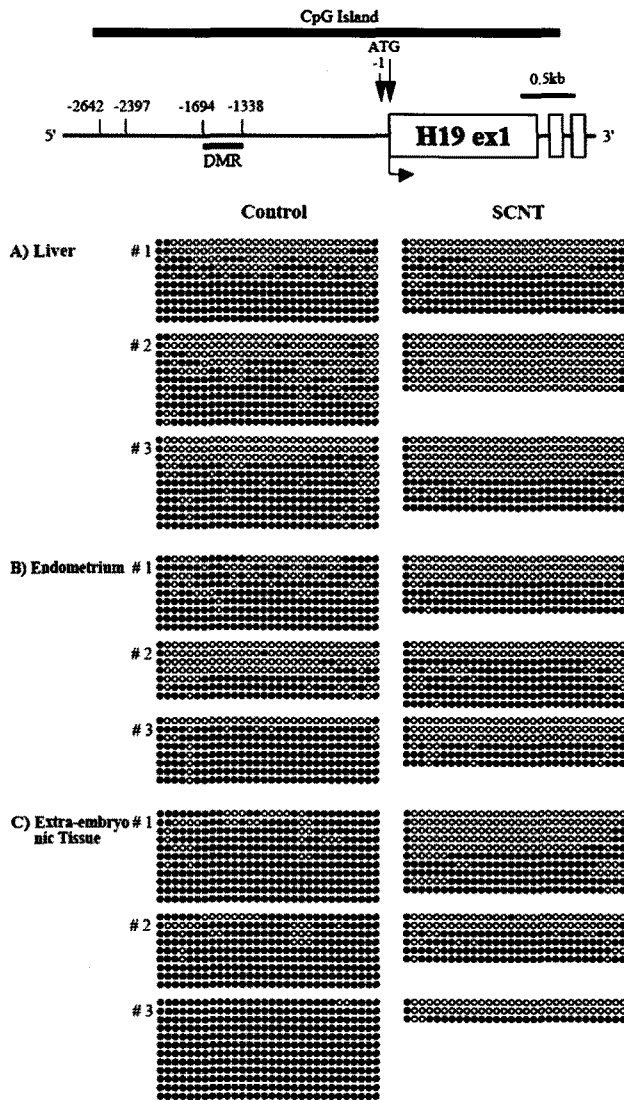 CpG Island
ATG
-1
0.5kb
-2642 -2397 -1694 -1338
5' H19 ex1 3'
DMR
Control SCNT
A) Liver # 1
# 2
# 3
B) Endometrium # 1
# 2
# 3
C) Extra-embryo # 1
nic Tissue
# 2
# 3